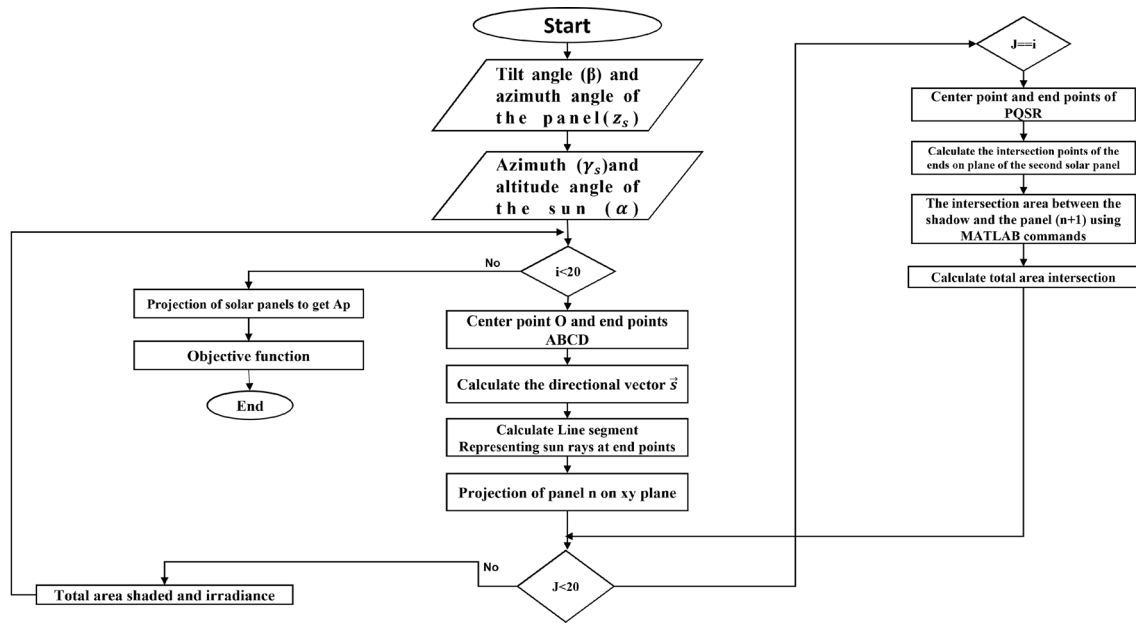 Start
Tilt angle (β) and
azimuth angle of
the panel(zₛ)
Azimuth (γₛ)and
altitude angle of
the sun (α)
i<20
No
Projection of solar panels to get Ap
Objective function
End
Center point O and end points
ABCD
Calculate the directional vector s⃗
Calculate Line segment
Representing sun rays at end points
Projection of panel n on xy plane
J<20
No
Total area shaded and irradiance
J==i
Center point and end points of
PQSR
Calculate the intersection points of the
ends on plane of the second solar panel
The intersection area between the
shadow and the panel (n+1) using
MATLAB commands
Calculate total area intersection